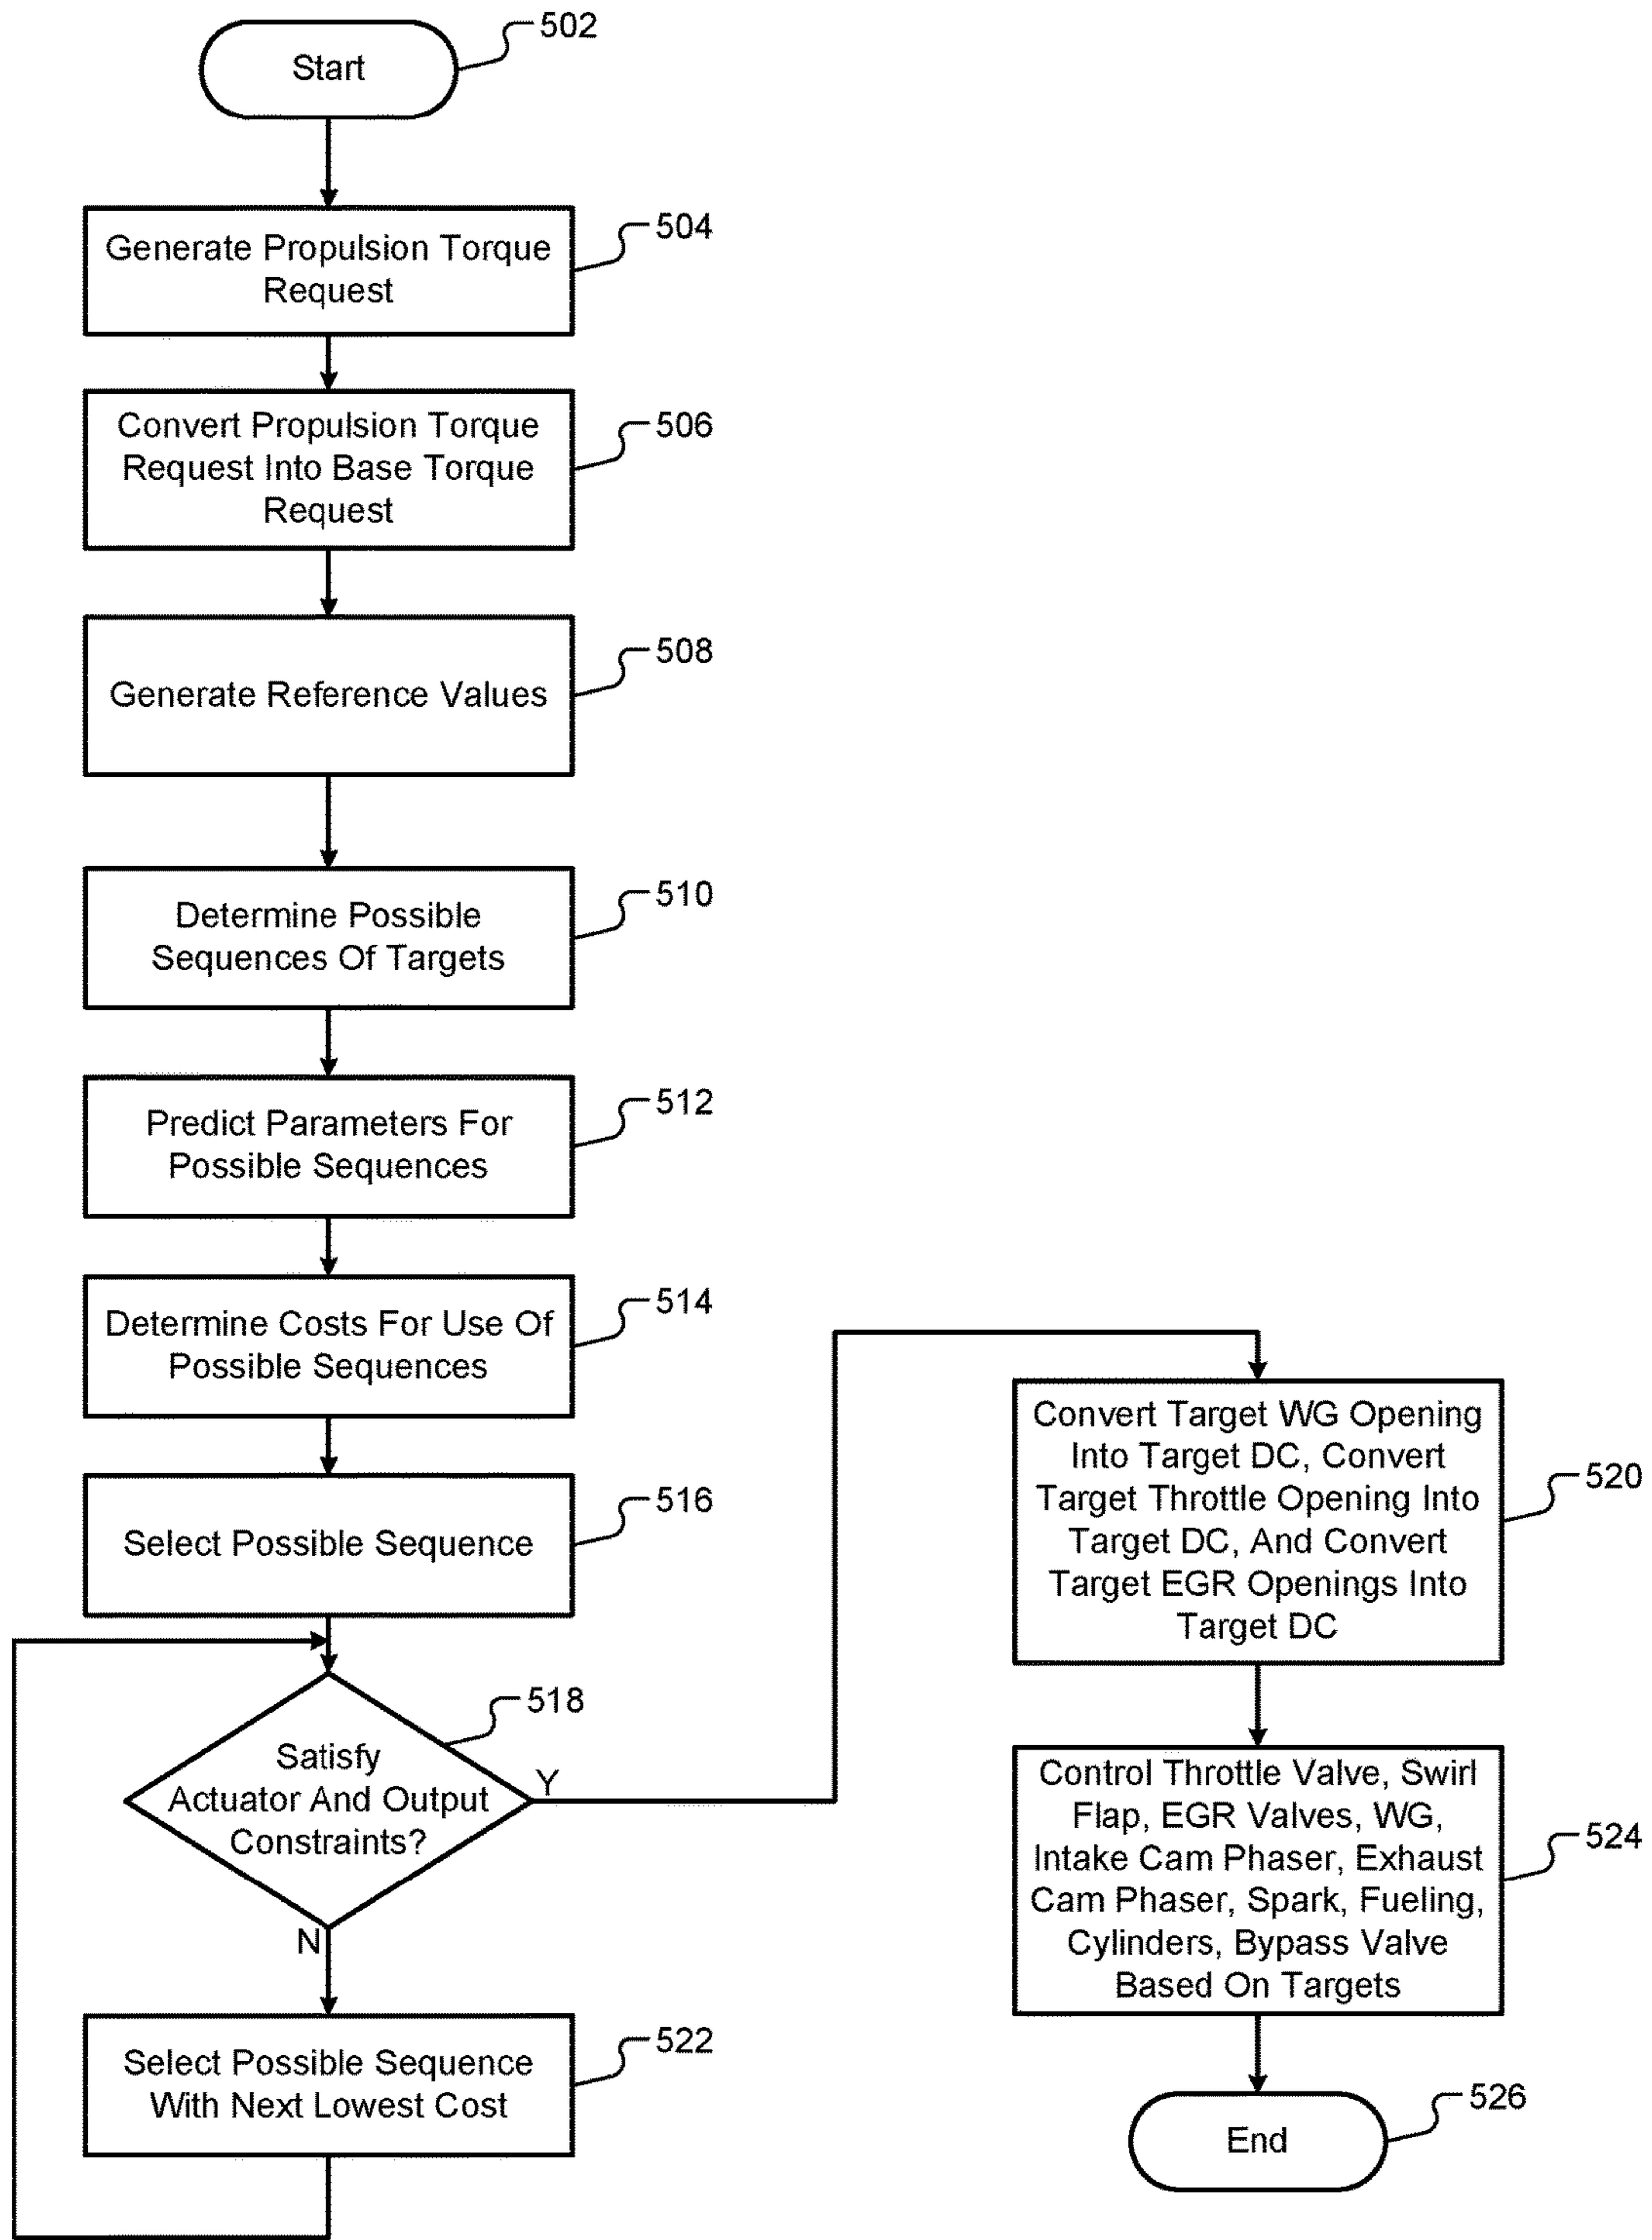 502
Start
504
Generate Propulsion Torque
Request
506
Convert Propulsion Torque
Request Into Base Torque
Request
508
Generate Reference Values
510
Determine Possible
Sequences Of Targets
512
Predict Parameters For
Possible Sequences
514
Determine Costs For Use Of
Possible Sequences
516
Select Possible Sequence
518
Satisfy
Actuator And Output
Constraints?
Y
N
522
Select Possible Sequence
With Next Lowest Cost
520
Convert Target WG Opening
Into Target DC, Convert
Target Throttle Opening Into
Target DC, And Convert
Target EGR Openings Into
Target DC
524
Control Throttle Valve, Swirl
Flap, EGR Valves, WG,
Intake Cam Phaser, Exhaust
Cam Phaser, Spark, Fueling,
Cylinders, Bypass Valve
Based On Targets
526
End